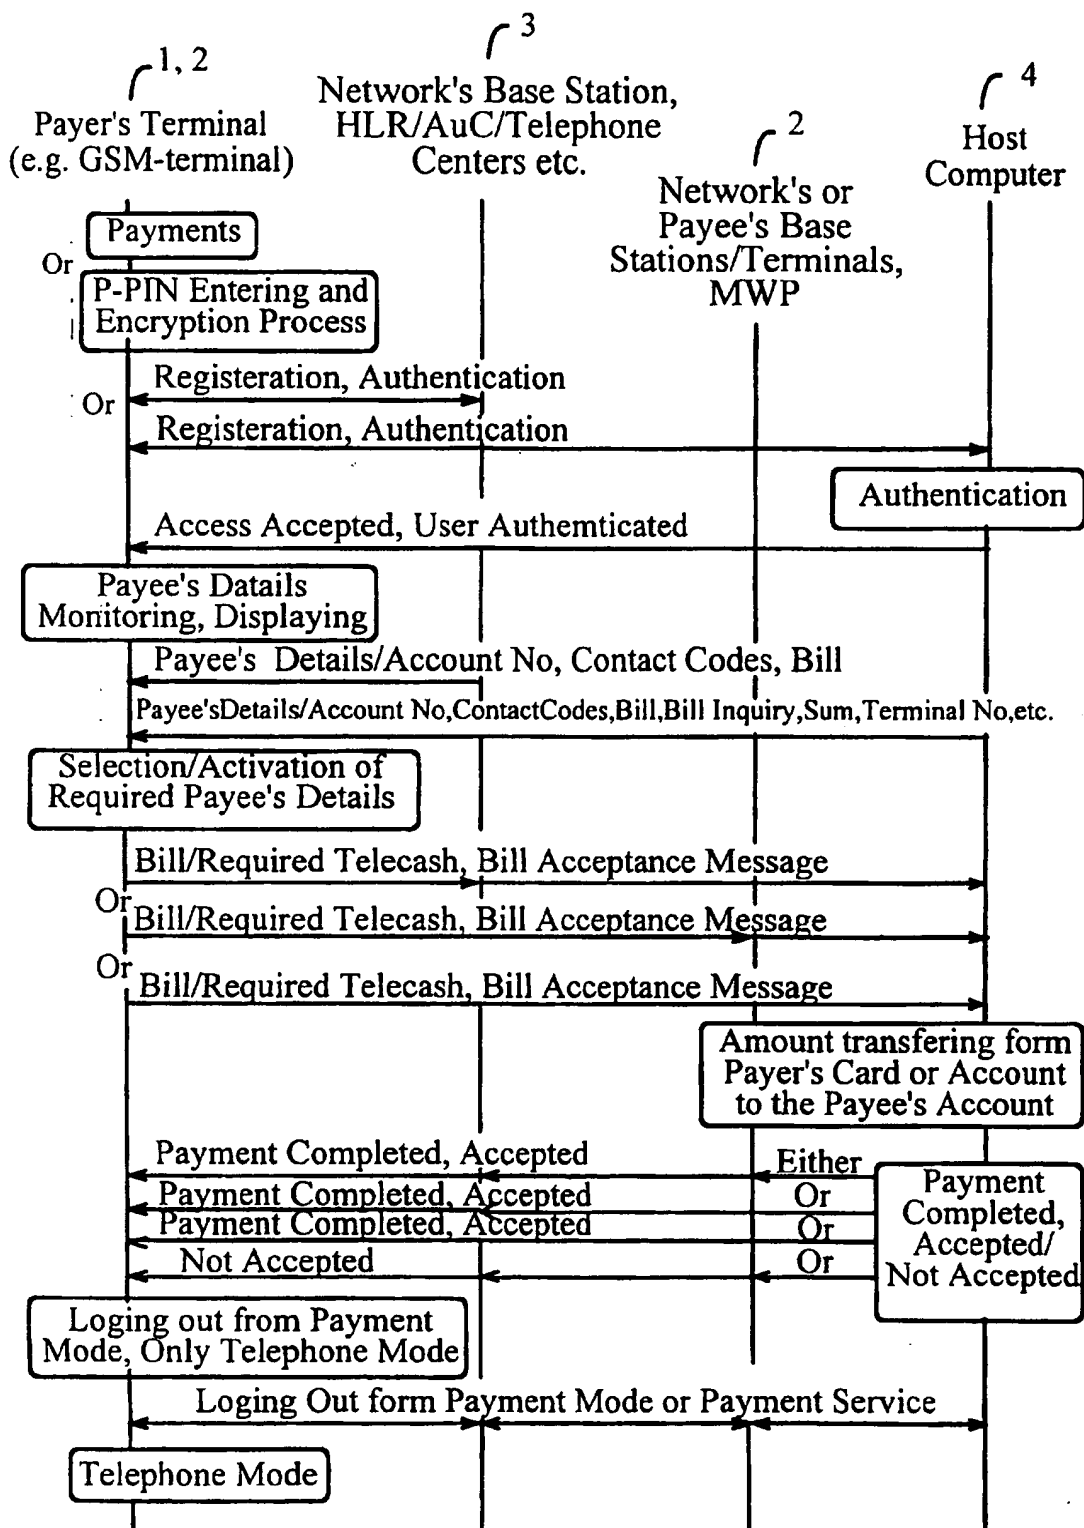 3
1, 2
Network's Base Station,
HLR/AuC/Telephone
Centers etc.
4
Payer's Terminal
(e.g. GSM-terminal)
2
Host
Computer
Network's or
Payee's Base
Stations/Terminals,
MWP
Payments
Or
P-PIN Entering and
Encryption Process
Registeration, Authentication
Or
Registeration, Authentication
Authentication
Access Accepted, User Authemticated
Payee's Datails
Monitoring, Displaying
Payee's Details/Account No, Contact Codes, Bill
Payee'sDetails/Account No,ContactCodes,Bill,Bill Inquiry,Sum,Terminal No,etc.
Selection/Activation of
Required Payee's Details
Bill/Required Telecash, Bill Acceptance Message
Or
Bill/Required Telecash, Bill Acceptance Message
Or
Bill/Required Telecash, Bill Acceptance Message
Amount transfering form
Payer's Card or Account
to the Payee's Account
Payment Completed, Accepted
Either
Payment Completed, Accepted
Or
Payment Completed, Accepted
Or
Not Accepted
Or
Payment
Completed,
Accepted/
Not Accepted
Loging out from Payment
Mode, Only Telephone Mode
Loging Out form Payment Mode or Payment Service
Telephone Mode